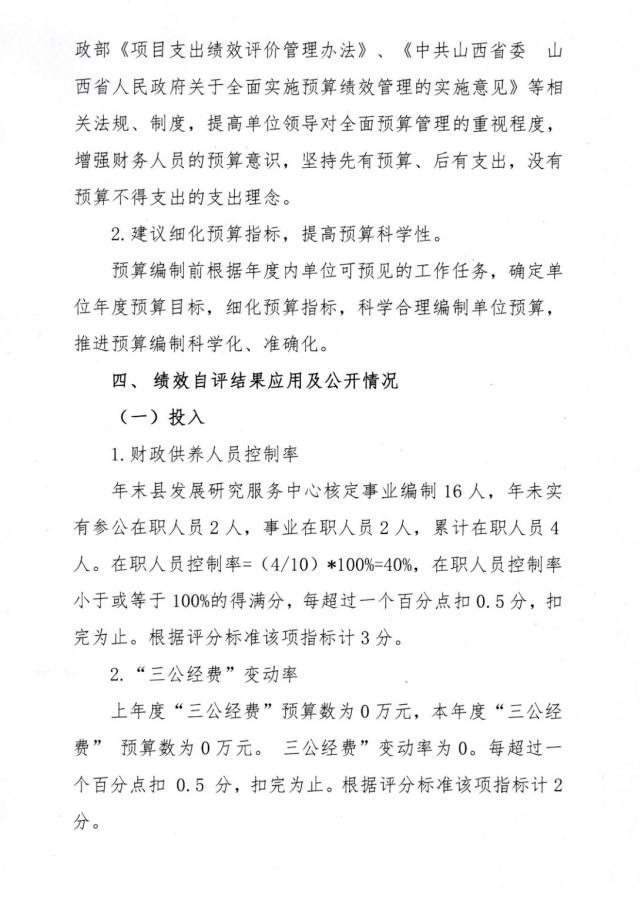 政部《项目支出绩效评价管理办法》、《中共山西省委　山
西省人民政府关于全面实施预算绩效管理的实施意见》等相
关法规、制度，提高单位领导对全面预算管理的重视程度，
增强财务人员的预算意识，坚持先有预算、后有支出，没有
预算不得支出的支出理念。
2.建议细化预算指标，提高预算科学性。
预算编制前根据年度内单位可预见的工作任务，确定单
位年度预算目标，细化预算指标，科学合理编制单位预算，
推进预算编制科学化、准确化。
四、 绩效自评结果应用及公开情况
（一）投入
1.财政供养人员控制率
年末县发展研究服务中心核定事业编制 16 人，年末实
有参公在职人员 2 人，事业在职人员 2 人，累计在职人员 4
人。在职人员控制率=（4/10）*100%=40%，在职人员控制率
小于或等于 100%的得满分，每超过一个百分点扣 0.5 分，扣
完为止。根据评分标准该项指标计 3 分。
2.“三公经费”变动率
上年度“三公经费”预算数为 0 万元，本年度“三公经
费” 预算数为 0 万元。 三公经费”变动率为 0。每超过一
个百分点扣 0.5 分，扣完为止。根据评分标准该项指标计 2
分。